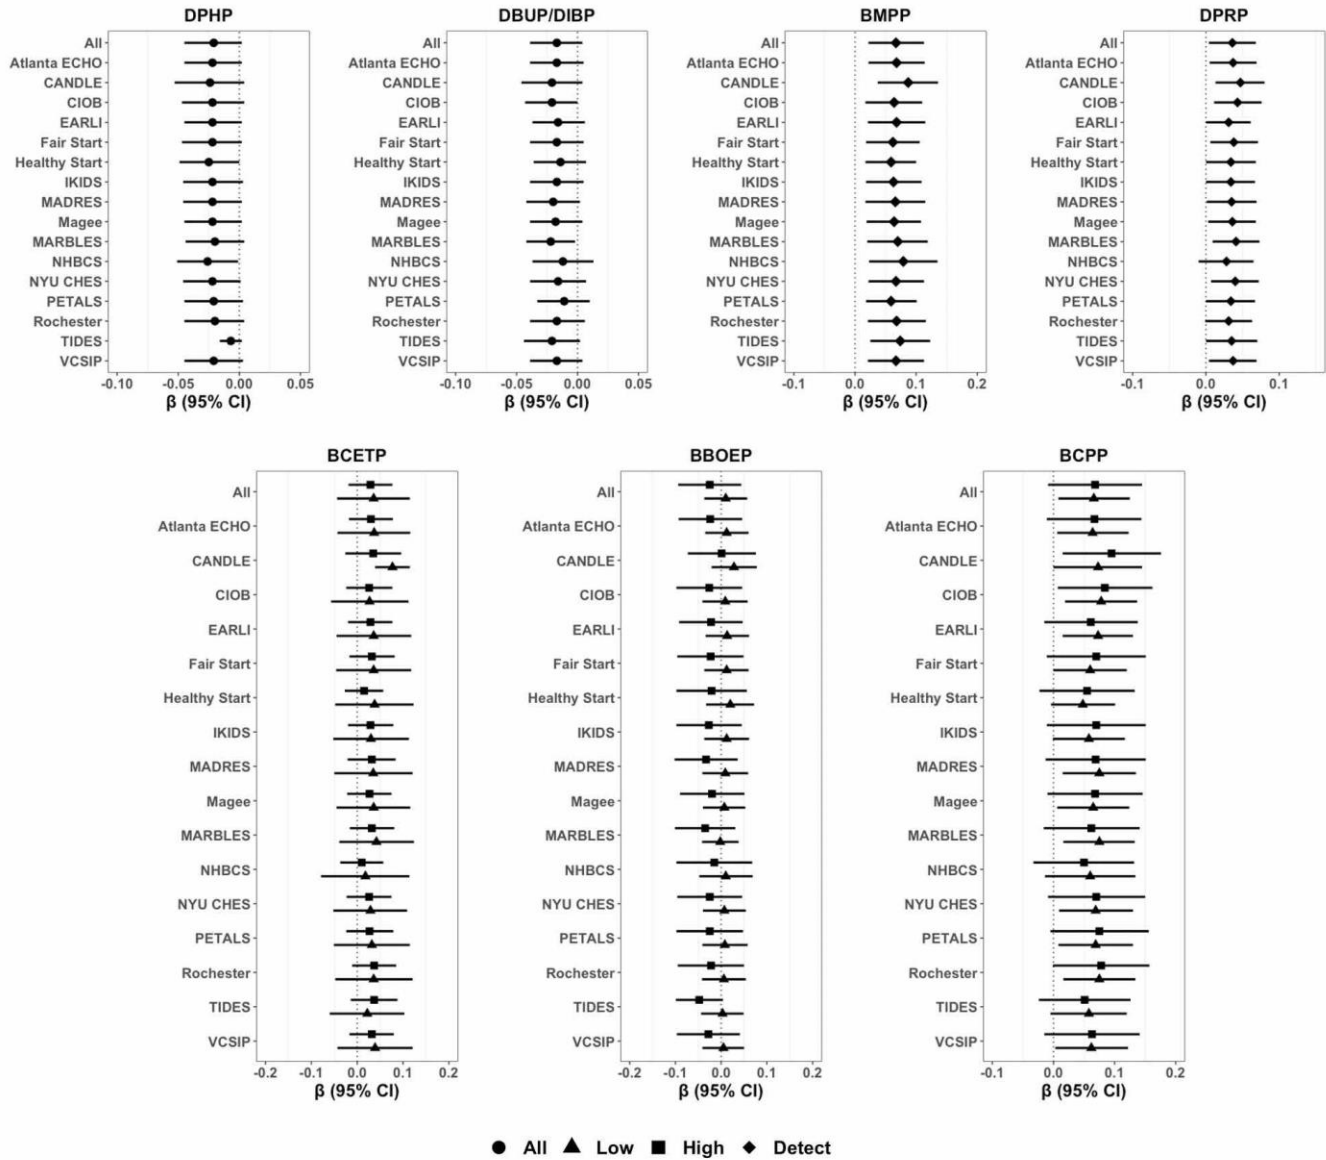 DPHP
All
Atlanta ECHO
CANDLE
CIOB
EARLI
Fair Start
Healthy Start
IKIDS
MADRES
Magee
MARBLES
NHBCS
NYU CHES
PETALS
Rochester
TIDES
VCSIP
-0.10 -0.05 0.00 0.05
β (95% CI)
DBUP/DIBP
All
Atlanta ECHO
CANDLE
CIOB
EARLI
Fair Start
Healthy Start
IKIDS
MADRES
Magee
MARBLES
NHBCS
NYU CHES
PETALS
Rochester
TIDES
VCSIP
-0.10 -0.05 0.00 0.05
β (95% CI)
BMPP
All
Atlanta ECHO
CANDLE
CIOB
EARLI
Fair Start
Healthy Start
IKIDS
MADRES
Magee
MARBLES
NHBCS
NYU CHES
PETALS
Rochester
TIDES
VCSIP
-0.1 0.0 0.1 0.2
β (95% CI)
DPRP
All
Atlanta ECHO
CANDLE
CIOB
EARLI
Fair Start
Healthy Start
IKIDS
MADRES
Magee
MARBLES
NHBCS
NYU CHES
PETALS
Rochester
TIDES
VCSIP
-0.1 0.0 0.1
β (95% CI)
BCETP
All
Atlanta ECHO
CANDLE
CIOB
EARLI
Fair Start
Healthy Start
IKIDS
MADRES
Magee
MARBLES
NHBCS
NYU CHES
PETALS
Rochester
TIDES
VCSIP
-0.2 -0.1 0.0 0.1 0.2
β (95% CI)
BBOEP
All
Atlanta ECHO
CANDLE
CIOB
EARLI
Fair Start
Healthy Start
IKIDS
MADRES
Magee
MARBLES
NHBCS
NYU CHES
PETALS
Rochester
TIDES
VCSIP
-0.2 -0.1 0.0 0.1 0.2
β (95% CI)
BCPP
All
Atlanta ECHO
CANDLE
CIOB
EARLI
Fair Start
Healthy Start
IKIDS
MADRES
Magee
MARBLES
NHBCS
NYU CHES
PETALS
Rochester
TIDES
VCSIP
-0.1 0.0 0.1 0.2
β (95% CI)
All Low High Detect